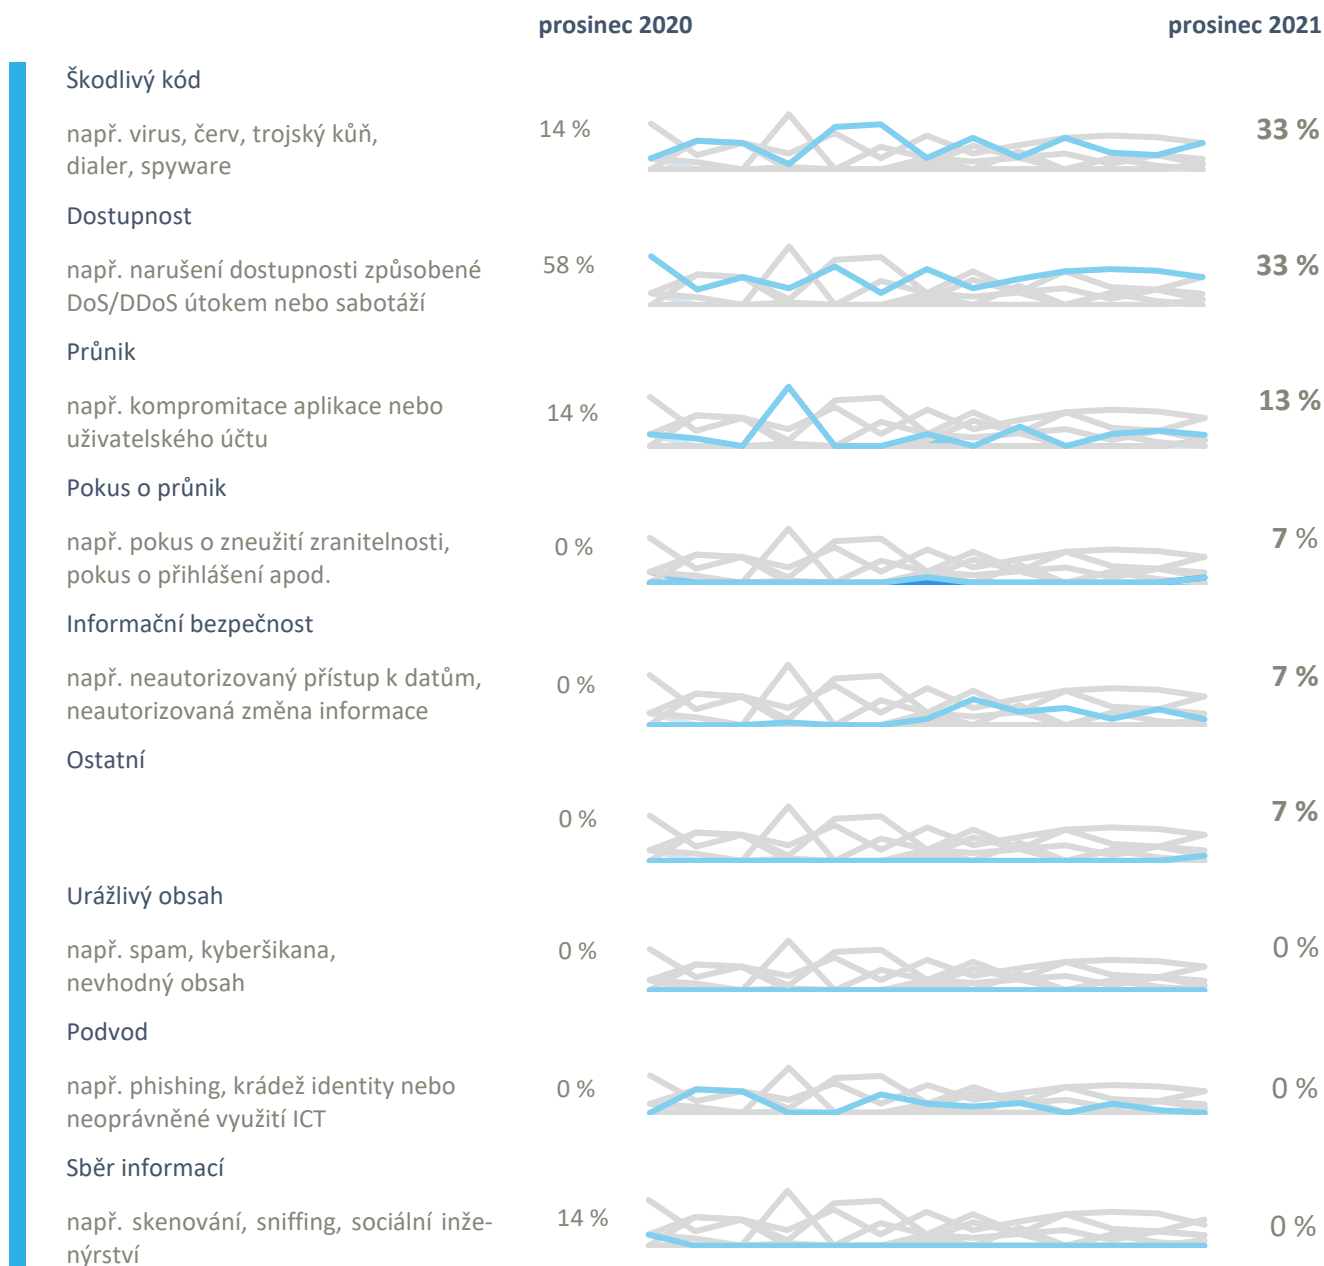 prosinec 2020 prosinec 2021
Škodlivý kód
např. virus, červ, trojský kůň,
dialer, spyware
14 % 33 %
Dostupnost
např. narušení dostupnosti způsobené
DoS/DDoS útokem nebo sabotáží
58 % 33 %
Průnik
např. kompromitace aplikace nebo
uživatelského účtu
14 % 13 %
Pokus o průnik
např. pokus o zneužití zranitelnosti,
pokus o přihlášení apod.
0 % 7 %
Informační bezpečnost
např. neautorizovaný přístup k datům,
neautorizovaná změna informace
0 % 7 %
Ostatní
0 % 7 %
Urážlivý obsah
např. spam, kyberšikana,
nevhodný obsah
0 % 0 %
Podvod
např. phishing, krádež identity nebo
neoprávněné využití ICT
0 % 0 %
Sběr informací
např. skenování, sniffing, sociální inže-
nýrství
14 % 0 %